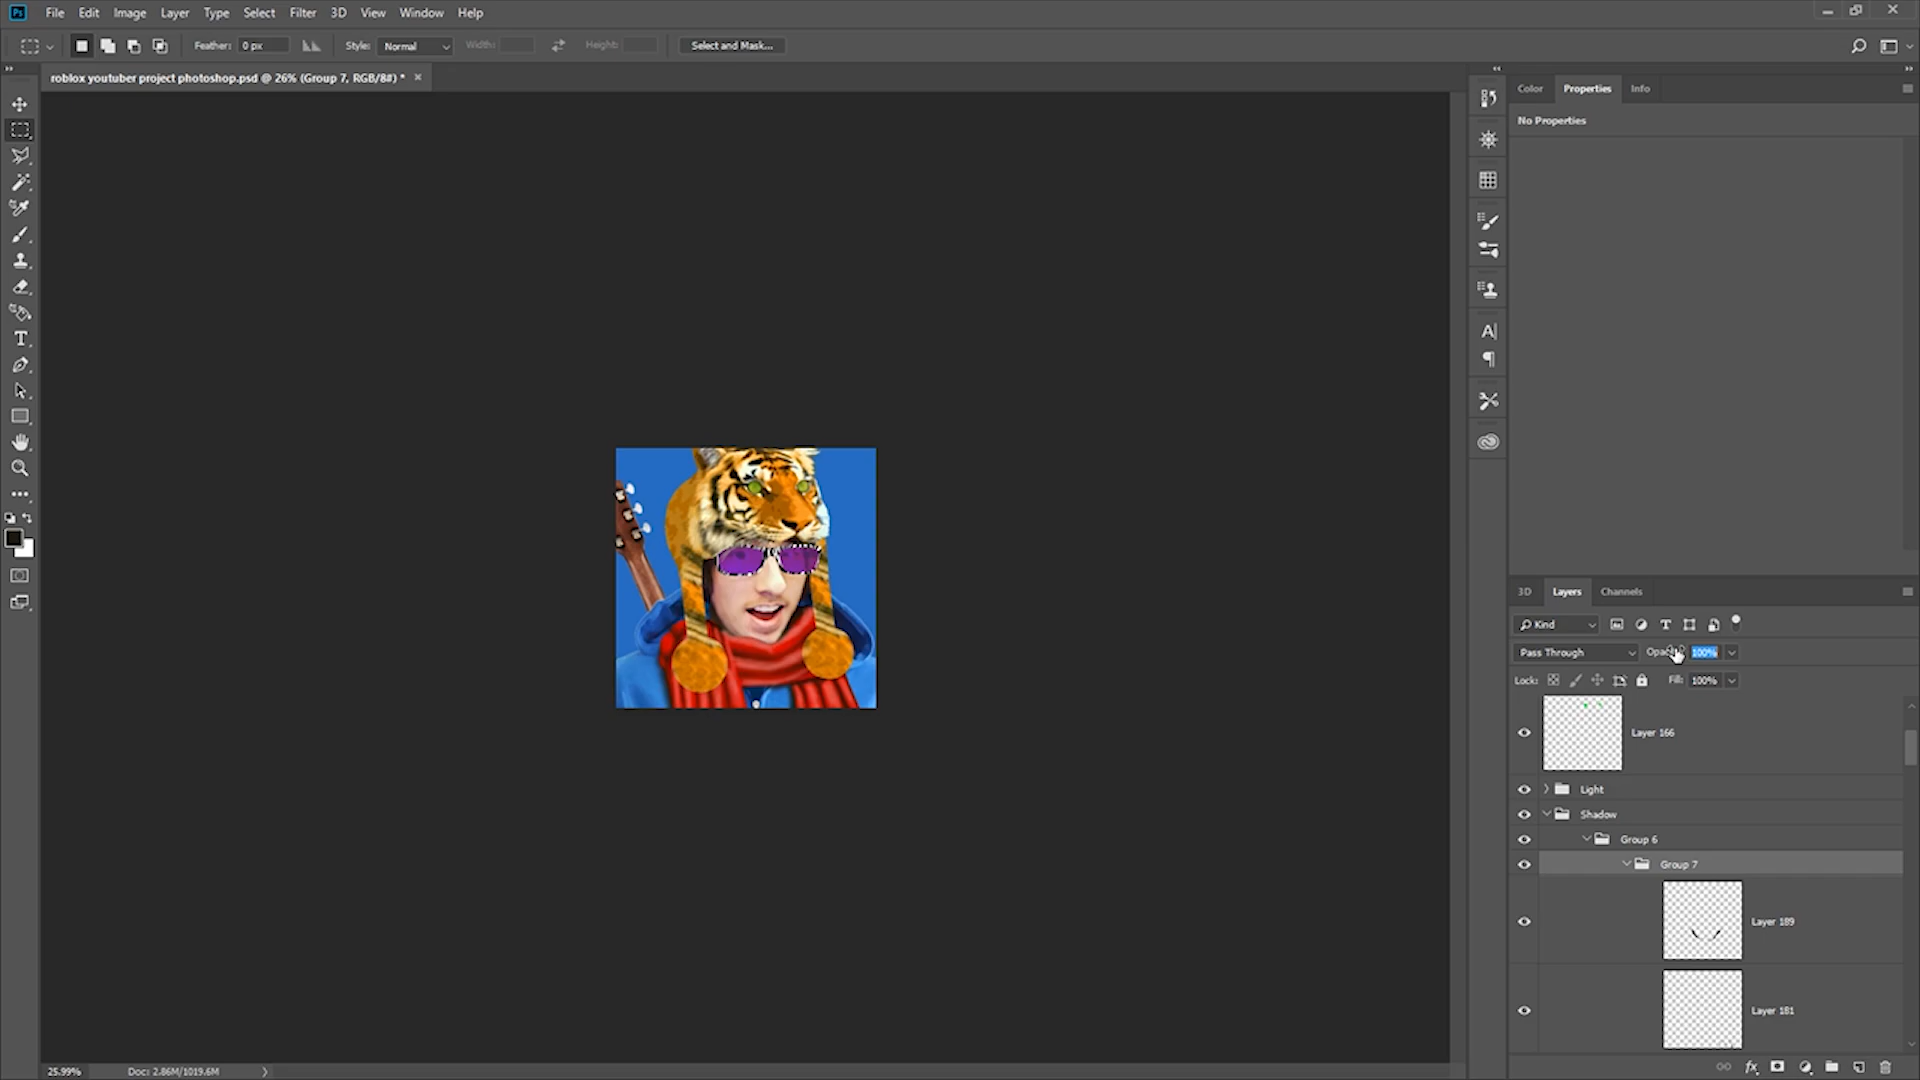 Ps File Edit Image Layer Type Select Filter 3D View Window Help
Feather: 0 px Style: Normal Width: Height: Select and Mask...
roblox youtuber project photoshop.psd @ 26% (Group 7, RGB/8#) *
Color Properties Info
No Properties
3D Layers Channels
Kind
Pass Through 100%
Lock: Fill: 100%
Layer 166
Light
Shadow
Group 6
Group 7
Layer 189
Layer 181
25.99% Doc: 2.86M/1019.6M